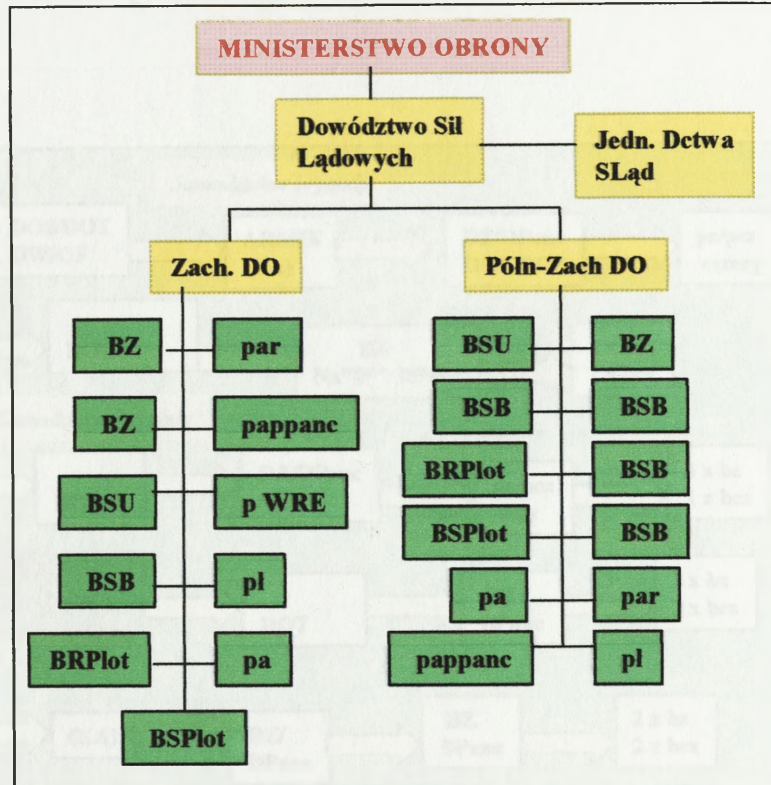 MINISTERSTWO OBRONY
Dowództwo Sił
Lądowych
Jedn. Dctwa
SLąd
Zach. DO
Półn-Zach DO
BZ
par
BZ
pappanc
BSU
p WRE
BSB
pł
BRPlot
pa
BSPlot
BSU
BZ
BSB
BSB
BRPlot
BSB
BSPlot
BSB
pa
par
pappanc
pł